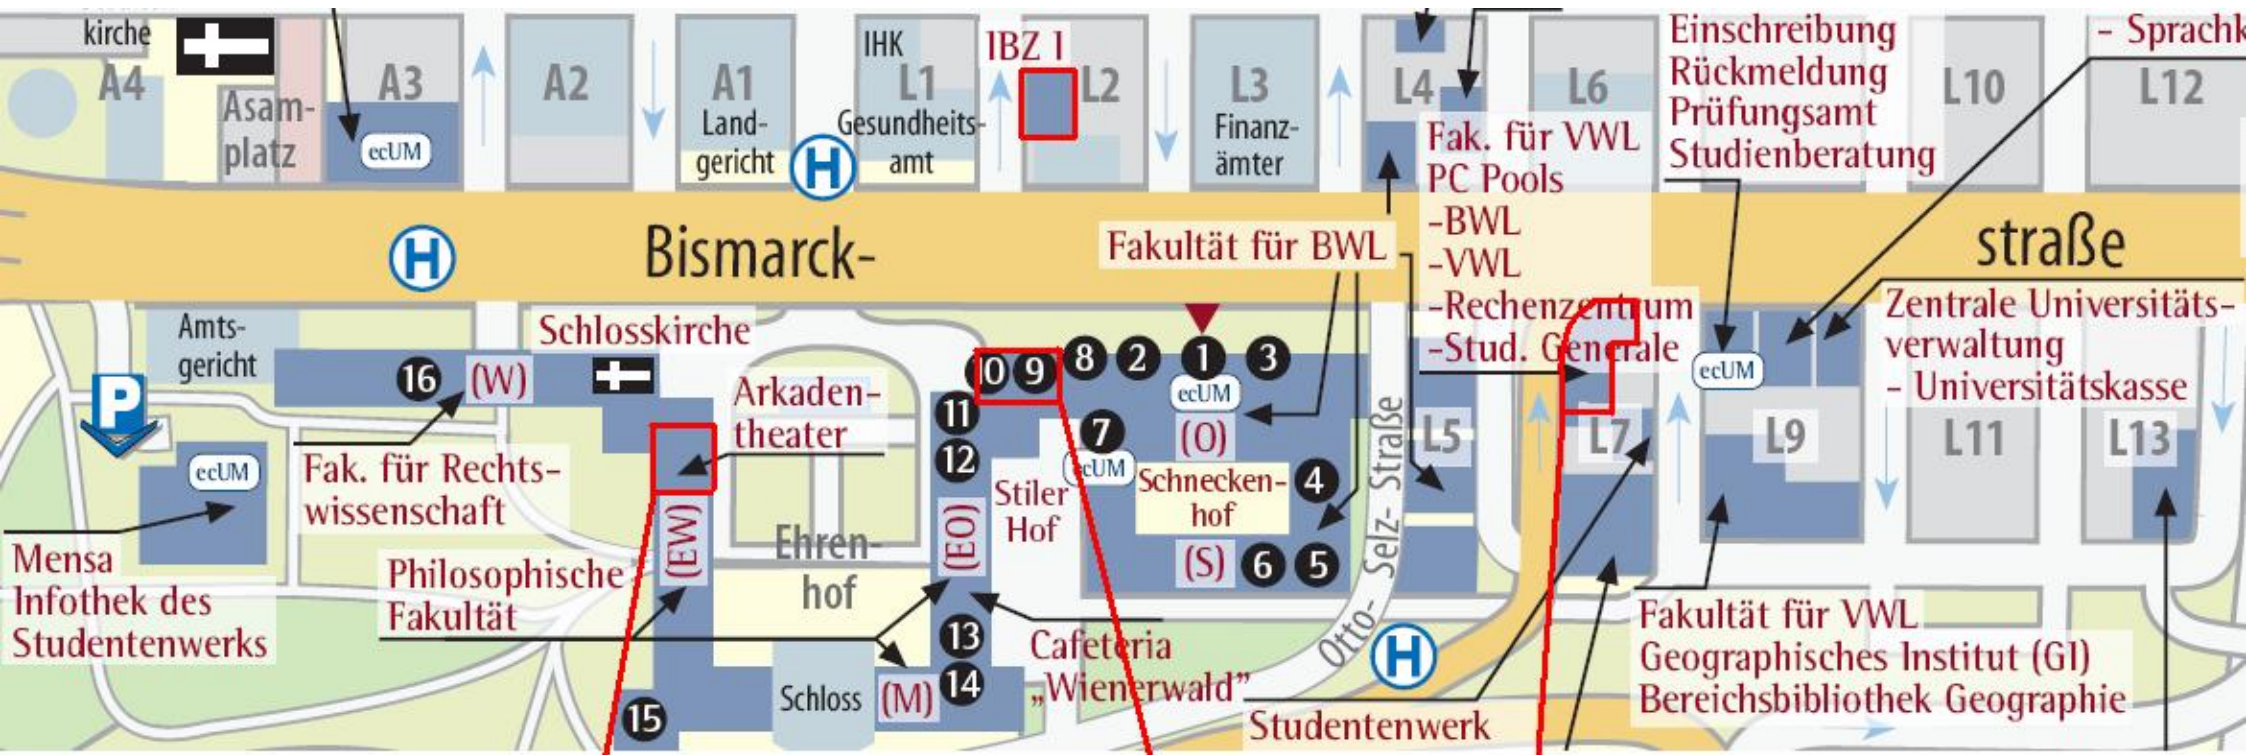 kirche
A4
Asam-
platz
A3
ecUM
A2
A1
Land-
gericht
H
IHK
L1
Gesundheits-
amt
IBZ 1
L2
L3
Finanz-
ämter
L4
L6
Fak. für VWL
PC Pools
-BWL
-VWL
-Rechenzentrum
-Stud. Generale
Einschreibung
Rückmeldung
Prüfungsamt
Studienberatung
L10
- Sprachk
L12
H
Bismarck-
Fakultät für BWL
straße
Amts-
gericht
P
16
(W)
Schlosskirche
Arkaden-
theater
10
9
8
2
1
3
ecUM
11
12
7
ecUM
(O)
Schnecken-
hof
4
(S)
6
5
Stiler
Hof
Otto- Selz- Straße
L5
L7
ecUM
L9
Zentrale Universitäts-
verwaltung
- Universitätskasse
L11
L13
ecUM
Mensa
Infothek des
Studentenwerks
Fak. für Rechts-
wissenschaft
Philosophische
Fakultät
(EW)
Ehren-
hof
(EO)
13
14
(M)
Schloss
15
Cafeteria
„Wienerwald”
H
Studentenwerk
Fakultät für VWL
Geographisches Institut (GI)
Bereichsbibliothek Geographie